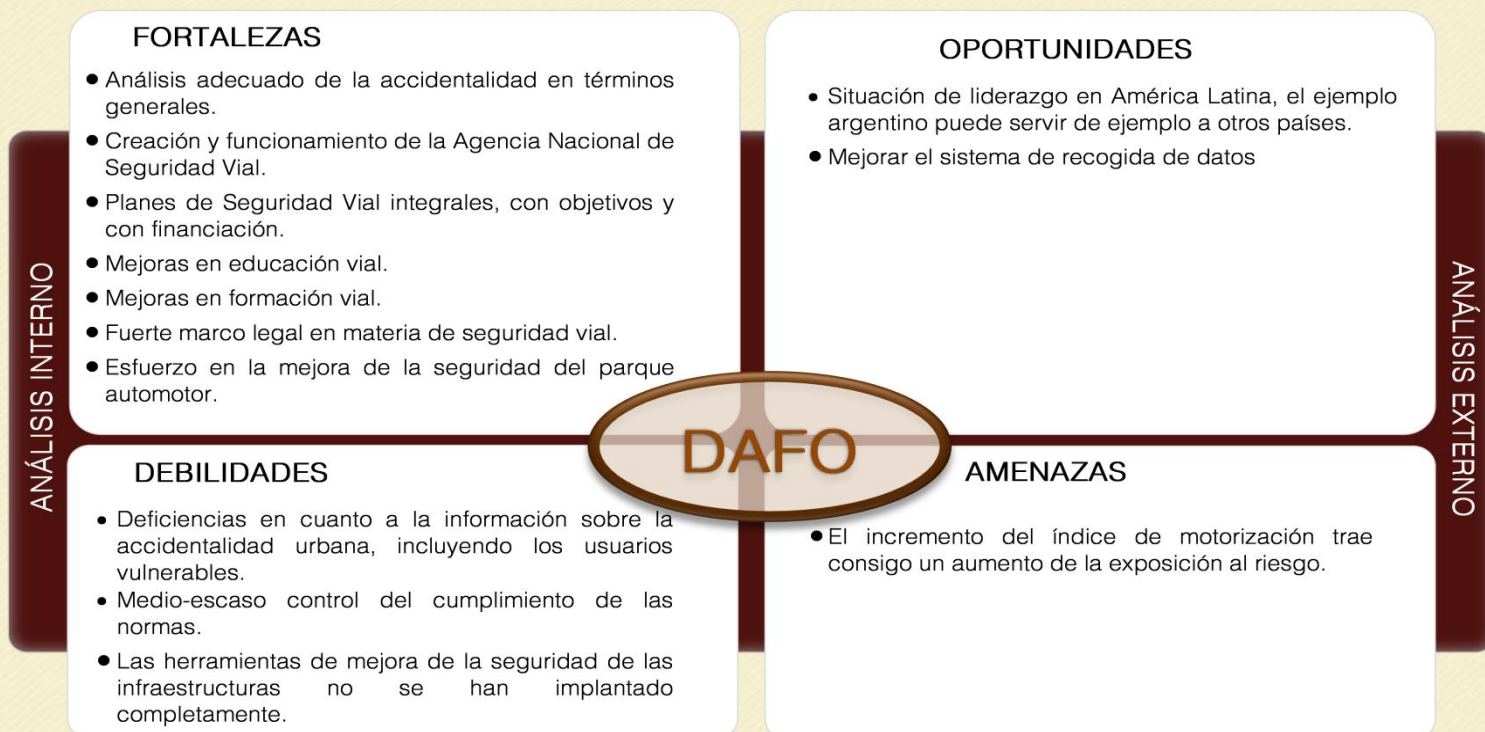 FORTALEZAS
● Análisis adecuado de la accidentalidad en términos
generales.
● Creación y funcionamiento de la Agencia Nacional de
Seguridad Vial.
● Planes de Seguridad Vial integrales, con objetivos y
con financiación.
● Mejoras en educación vial.
● Mejoras en formación vial.
● Fuerte marco legal en materia de seguridad vial.
● Esfuerzo en la mejora de la seguridad del parque
automotor.
OPORTUNIDADES
● Situación de liderazgo en América Latina, el ejemplo
argentino puede servir de ejemplo a otros países.
● Mejorar el sistema de recogida de datos
ANÁLISIS INTERNO
ANÁLISIS EXTERNO
DAFO
DEBILIDADES
● Deficiencias en cuanto a la información sobre la
accidentalidad urbana, incluyendo los usuarios
vulnerables.
● Medio-escaso control del cumplimiento de las
normas.
● Las herramientas de mejora de la seguridad de las
infraestructuras no se han implantado
completamente.
AMENAZAS
● El incremento del índice de motorización trae
consigo un aumento de la exposición al riesgo.